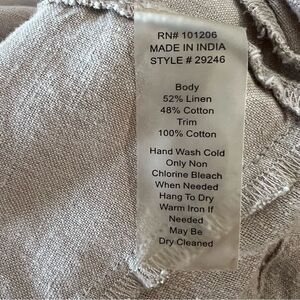 RN# 101206
MADE IN INDIA
STYLE # 29246
Body
52% Linen
48% Cotton
Trim
100% Cotton
Hand Wash Cold
Only Non
Chlorine Bleach
When Needed
Hang To Dry
Warm Iron If
Needed
May Be
Dry Cleaned